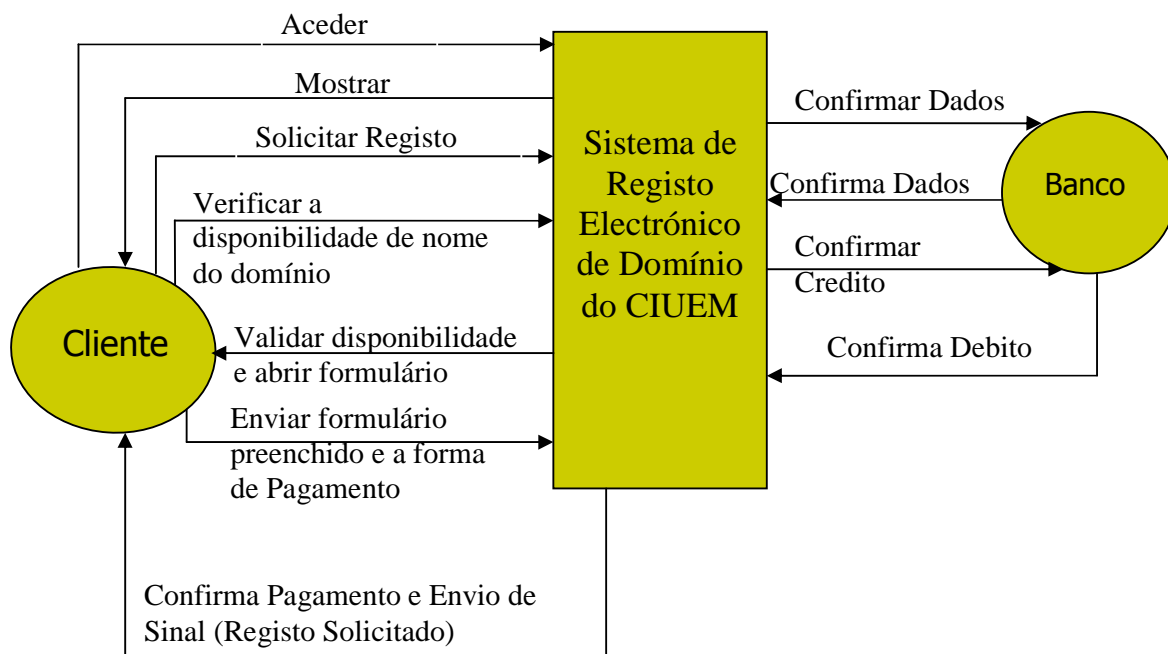 Aceder
Mostrar
Solicitar Registo
Verificar a
disponibilidade de nome
do domínio
Cliente
Validar disponibilidade
e abrir formulário
Enviar formulário
preenchido e a forma
de Pagamento
Confirma Pagamento e Envio de
Sinal (Registo Solicitado)
Sistema de
Registo
Electrónico
de Domínio
do CIUEM
Confirmar Dados
Confirma Dados
Banco
Confirmar
Credito
Confirma Debito